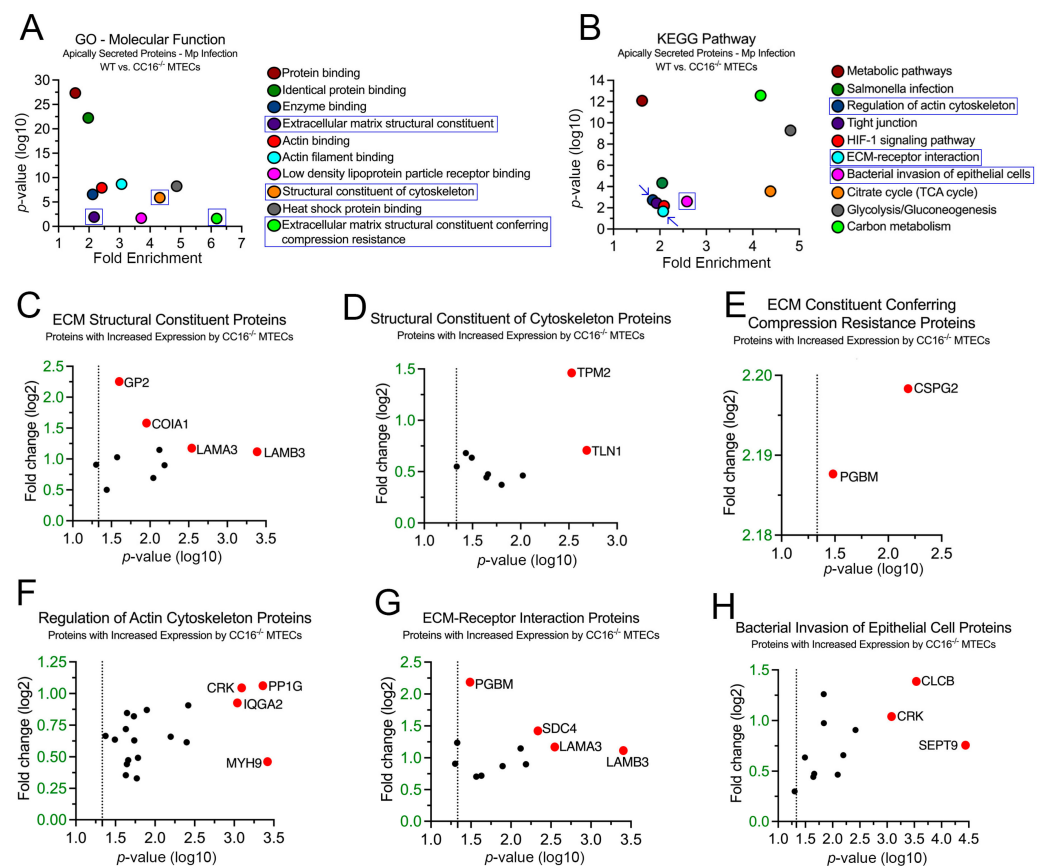 A
GO - Molecular Function
Apically Secreted Proteins - Mp Infection
WT vs. CC16-/- MTECs
p-value (log10)
30
25
20
15
10
5
0
1 2 3 4 5 6 7
Fold Enrichment
Protein binding
Identical protein binding
Enzyme binding
Extracellular matrix structural constituent
Actin binding
Actin filament binding
Low density lipoprotein particle receptor binding
Structural constituent of cytoskeleton
Heat shock protein binding
Extracellular matrix structural constituent conferring
compression resistance
B
KEGG Pathway
Apically Secreted Proteins - Mp Infection
WT vs. CC16-/- MTECs
p-value (log10)
14
12
10
8
6
4
2
0
1 2 3 4 5
Fold Enrichment
Metabolic pathways
Salmonella infection
Regulation of actin cytoskeleton
Tight junction
HIF-1 signaling pathway
ECM-receptor interaction
Bacterial invasion of epithelial cells
Citrate cycle (TCA cycle)
Glycolysis/Gluconeogenesis
Carbon metabolism
C
ECM Structural Constituent Proteins
Proteins with Increased Expression by CC16-/- MTECs
Fold change (log2)
2.5
2.0
1.5
1.0
0.5
0.0
GP2
COIA1
LAMA3
LAMB3
1.0 1.5 2.0 2.5 3.0 3.5
p-value (log10)
D
Structural Constituent of Cytoskeleton Proteins
Proteins with Increased Expression by CC16-/- MTECs
Fold change (log2)
1.5
1.0
0.5
0.0
TPM2
TLN1
1.0 1.5 2.0 2.5 3.0
p-value (log10)
E
ECM Constituent Conferring
Compression Resistance Proteins
Proteins with Increased Expression by CC16-/- MTECs
Fold change (log2)
2.20
2.19
2.18
CSPG2
PGBM
1.0 1.5 2.0 2.5
p-value (log10)
F
Regulation of Actin Cytoskeleton Proteins
Proteins with Increased Expression by CC16-/- MTECs
Fold change (log2)
1.25
1.00
0.75
0.50
0.25
0.00
CRK
PP1G
IQGA2
MYH9
1.0 1.5 2.0 2.5 3.0 3.5
p-value (log10)
G
ECM-Receptor Interaction Proteins
Proteins with Increased Expression by CC16-/- MTECs
Fold change (log2)
2.5
2.0
1.5
1.0
0.5
0.0
PGBM
SDC4
LAMA3
LAMB3
1.0 1.5 2.0 2.5 3.0 3.5
p-value (log10)
H
Bacterial Invasion of Epithelial Cell Proteins
Proteins with Increased Expression by CC16-/- MTECs
Fold change (log2)
1.5
1.0
0.5
0.0
CLCB
CRK
SEPT9
1.0 1.5 2.0 2.5 3.0 3.5 4.0 4.5
p-value (log10)